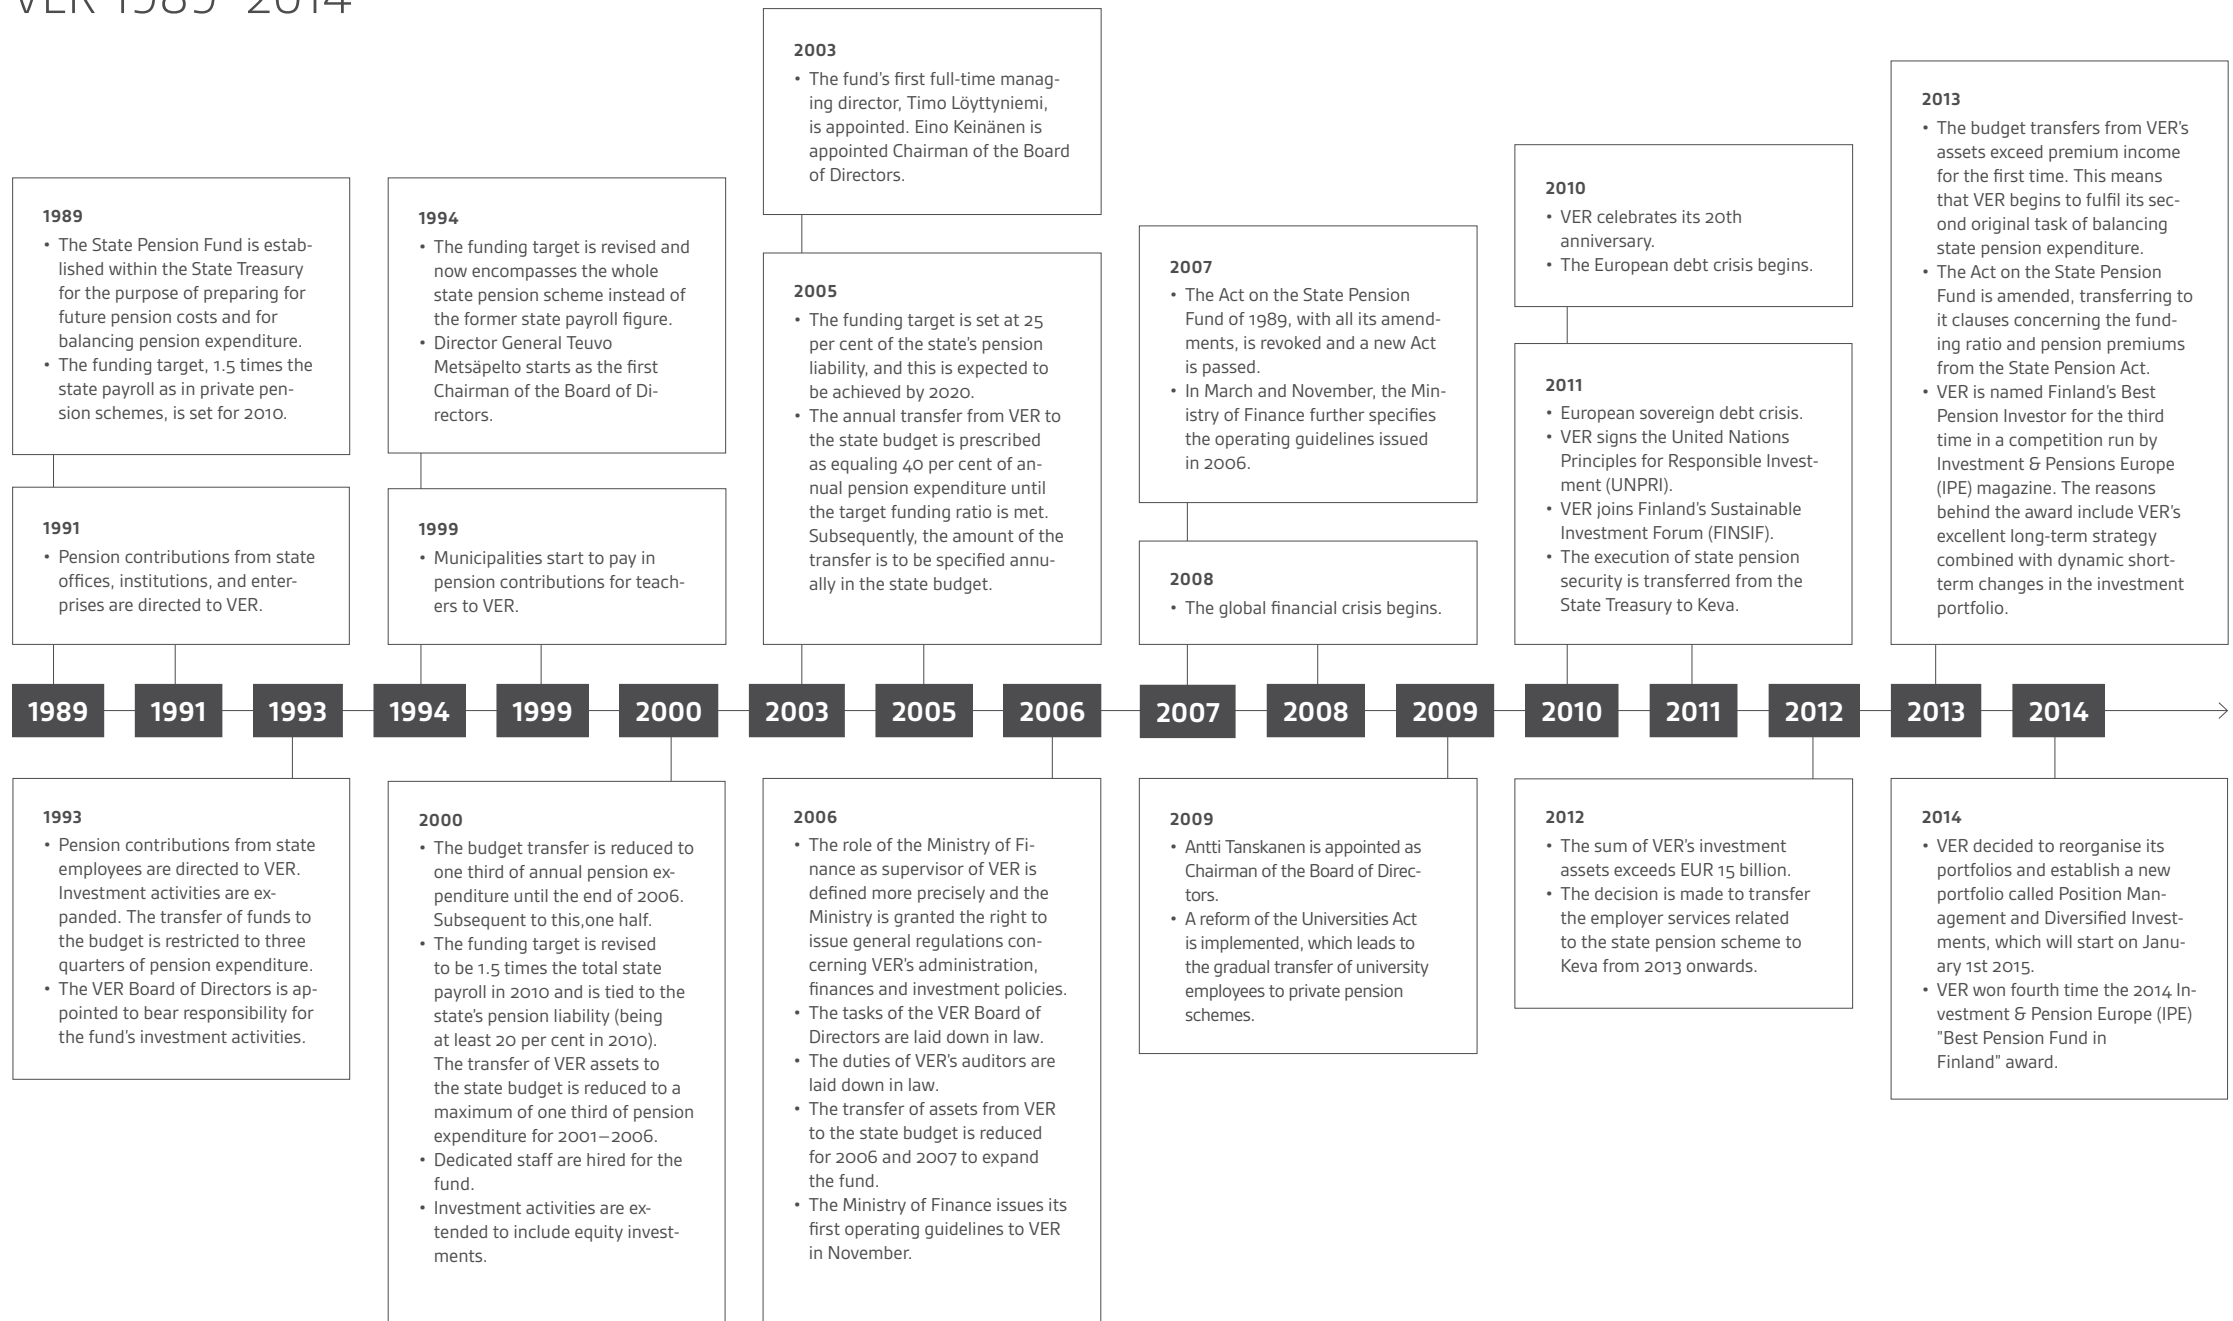 VER 1989–2014
2003
• The fund's first full-time manag-
ing director, Timo Löyttyniemi,
is appointed. Eino Keinänen is
appointed Chairman of the Board
of Directors.
2013
• The budget transfers from VER's
assets exceed premium income
for the first time. This means
that VER begins to fulfil its sec-
ond original task of balancing
state pension expenditure.
• The Act on the State Pension
Fund is amended, transferring to
it clauses concerning the fund-
ing ratio and pension premiums
from the State Pension Act.
• VER is named Finland's Best
Pension Investor for the third
time in a competition run by
Investment & Pensions Europe
(IPE) magazine. The reasons
behind the award include VER's
excellent long-term strategy
combined with dynamic short-
term changes in the investment
portfolio.
2010
• VER celebrates its 20th
anniversary.
• The European debt crisis begins.
1989
• The State Pension Fund is estab-
lished within the State Treasury
for the purpose of preparing for
future pension costs and for
balancing pension expenditure.
• The funding target, 1.5 times the
state payroll as in private pen-
sion schemes, is set for 2010.
1994
• The funding target is revised and
now encompasses the whole
state pension scheme instead of
the former state payroll figure.
• Director General Teuvo
Metsäpelto starts as the first
Chairman of the Board of Di-
rectors.
2005
• The funding target is set at 25
per cent of the state's pension
liability, and this is expected to
be achieved by 2020.
• The annual transfer from VER to
the state budget is prescribed
as equaling 40 per cent of an-
nual pension expenditure until
the target funding ratio is met.
Subsequently, the amount of the
transfer is to be specified annu-
ally in the state budget.
2007
• The Act on the State Pension
Fund of 1989, with all its amend-
ments, is revoked and a new Act
is passed.
• In March and November, the Min-
istry of Finance further specifies
the operating guidelines issued
in 2006.
2011
• European sovereign debt crisis.
• VER signs the United Nations
Principles for Responsible Invest-
ment (UNPRI).
• VER joins Finland's Sustainable
Investment Forum (FINSIF).
• The execution of state pension
security is transferred from the
State Treasury to Keva.
1991
• Pension contributions from state
offices, institutions, and enter-
prises are directed to VER.
1999
• Municipalities start to pay in
pension contributions for teach-
ers to VER.
2008
• The global financial crisis begins.
1989 1991 1993 1994 1999 2000 2003 2005 2006 2007 2008 2009 2010 2011 2012 2013 2014
1993
• Pension contributions from state
employees are directed to VER.
Investment activities are ex-
panded. The transfer of funds to
the budget is restricted to three
quarters of pension expenditure.
• The VER Board of Directors is ap-
pointed to bear responsibility for
the fund's investment activities.
2000
• The budget transfer is reduced to
one third of annual pension ex-
penditure until the end of 2006.
Subsequent to this,one half.
• The funding target is revised
to be 1.5 times the total state
payroll in 2010 and is tied to the
state's pension liability (being
at least 20 per cent in 2010).
The transfer of VER assets to
the state budget is reduced to a
maximum of one third of pension
expenditure for 2001–2006.
• Dedicated staff are hired for the
fund.
• Investment activities are ex-
tended to include equity invest-
ments.
2006
• The role of the Ministry of Fi-
nance as supervisor of VER is
defined more precisely and the
Ministry is granted the right to
issue general regulations con-
cerning VER's administration,
finances and investment policies.
• The tasks of the VER Board of
Directors are laid down in law.
• The duties of VER's auditors are
laid down in law.
• The transfer of assets from VER
to the state budget is reduced
for 2006 and 2007 to expand
the fund.
• The Ministry of Finance issues its
first operating guidelines to VER
in November.
2009
• Antti Tanskanen is appointed as
Chairman of the Board of Direc-
tors.
• A reform of the Universities Act
is implemented, which leads to
the gradual transfer of university
employees to private pension
schemes.
2012
• The sum of VER's investment
assets exceeds EUR 15 billion.
• The decision is made to transfer
the employer services related
to the state pension scheme to
Keva from 2013 onwards.
2014
• VER decided to reorganise its
portfolios and establish a new
portfolio called Position Man-
agement and Diversified Invest-
ments, which will start on Janu-
ary 1st 2015.
• VER won fourth time the 2014 In-
vestment & Pension Europe (IPE)
"Best Pension Fund in
Finland" award.